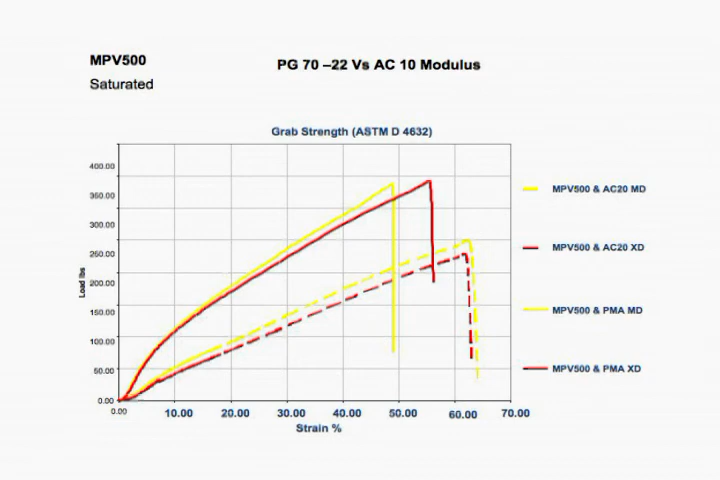 MPV500
Saturated
PG 70 –22 Vs AC 10 Modulus
Grab Strength (ASTM D 4632)
400.00
350.00
300.00
250.00
200.00
150.00
100.00
50.00
0.00
Load lbs
0.00 10.00 20.00 30.00 40.00 50.00 60.00 70.00
Strain %
MPV500 & AC20 MD
MPV500 & AC20 XD
MPV500 & PMA MD
MPV500 & PMA XD